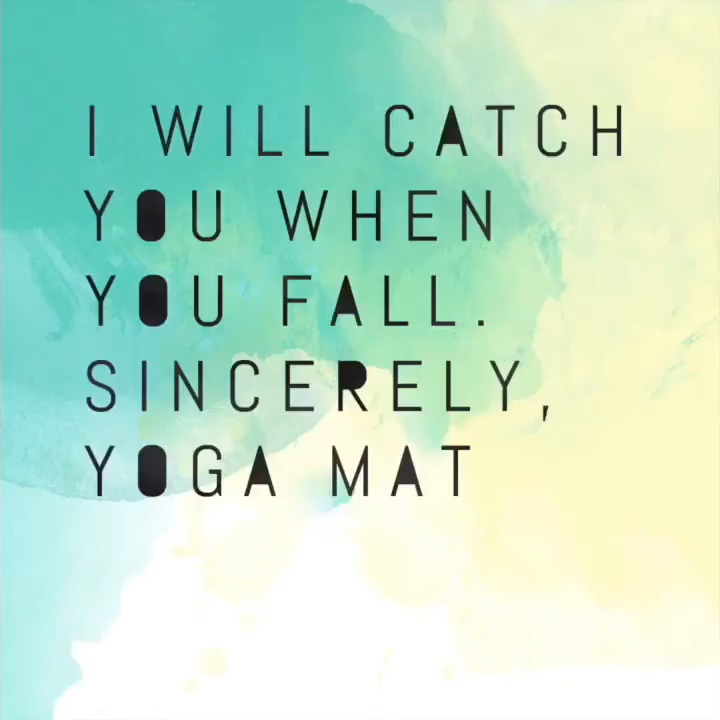 I WILL CATCH
YOU WHEN
YOU FALL.
SINCERELY,
YOGA MAT